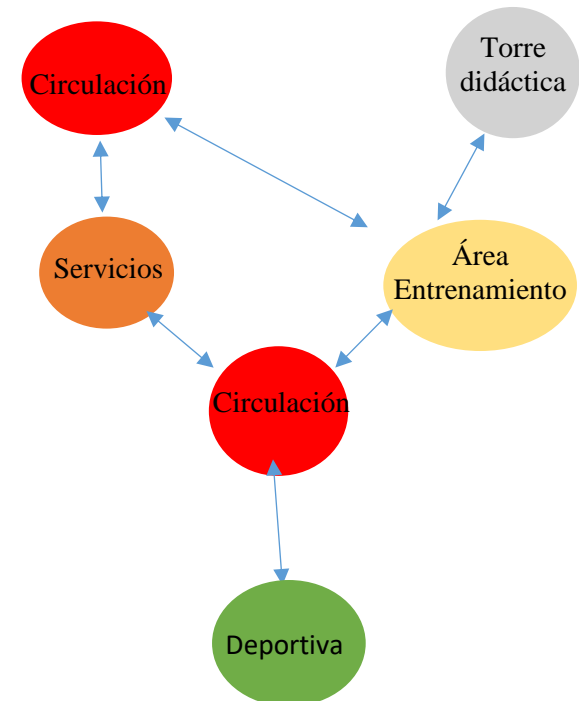 Circulación
Torre
didáctica
Servicios
Área
Entrenamiento
Circulación
Deportiva